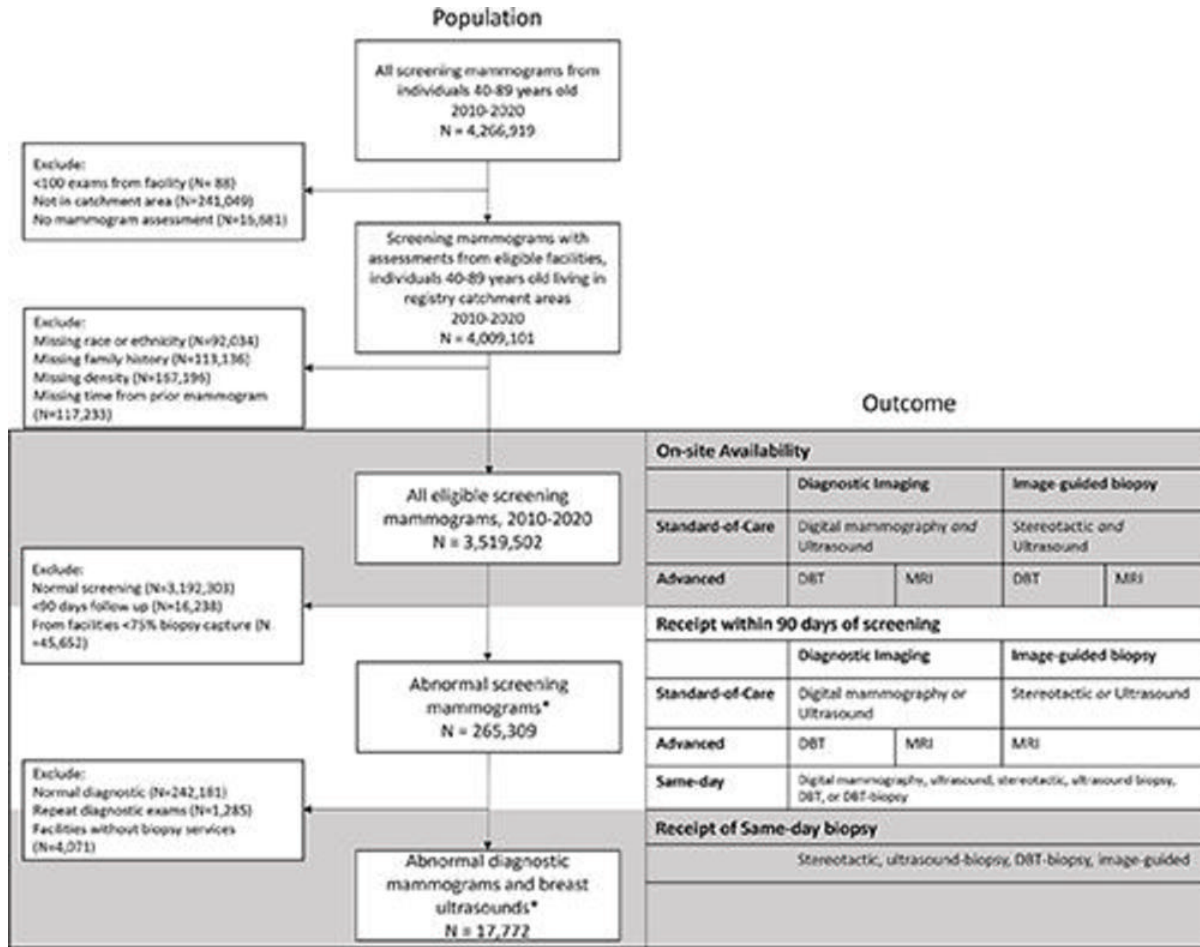 Population
All screening mammograms from
individuals 40-89 years old
2010-2020
N = 4,266,919
Exclude:
<100 exams from facility (N= 88)
Not in catchment area (N=241,049)
No mammogram assessment (N=16,681)
Screening mammograms with
assessments from eligible facilities,
individuals 40-89 years old living in
registry catchment areas
2010-2020
N = 4,009,101
Exclude:
Missing race or ethnicity (N=92,034)
Missing family history (N=113,136)
Missing density (N=167,196)
Missing time from prior mammogram
(N=117,233)
All eligible screening
mammograms, 2010-2020
N = 3,519,502
Exclude:
Normal screening (N=3,192,303)
<90 days follow up (N=16,238)
From facilities <75% biopsy capture (N
=45,652)
Abnormal screening
mammograms*
N = 265,309
Exclude:
Normal diagnostic (N=242,181)
Repeat diagnostic exams (N=1,285)
Facilities without biopsy services
(N=4,071)
Abnormal diagnostic
mammograms and breast
ultrasounds*
N = 17,772
Outcome
On-site Availability
Diagnostic Imaging Image-guided biopsy
Standard-of-Care Digital mammography and Stereotactic and
Ultrasound Ultrasound
Advanced DBT MRI DBT MRI
Receipt within 90 days of screening
Diagnostic Imaging Image-guided biopsy
Standard-of-Care Digital mammography or Stereotactic or Ultrasound
Ultrasound
Advanced DBT MRI MRI
Same-day Digital mammography, ultrasound, stereotactic, ultrasound biopsy,
DBT, or DBT-biopsy
Receipt of Same-day biopsy
Stereotactic, ultrasound-biopsy, DBT-biopsy, image-guided